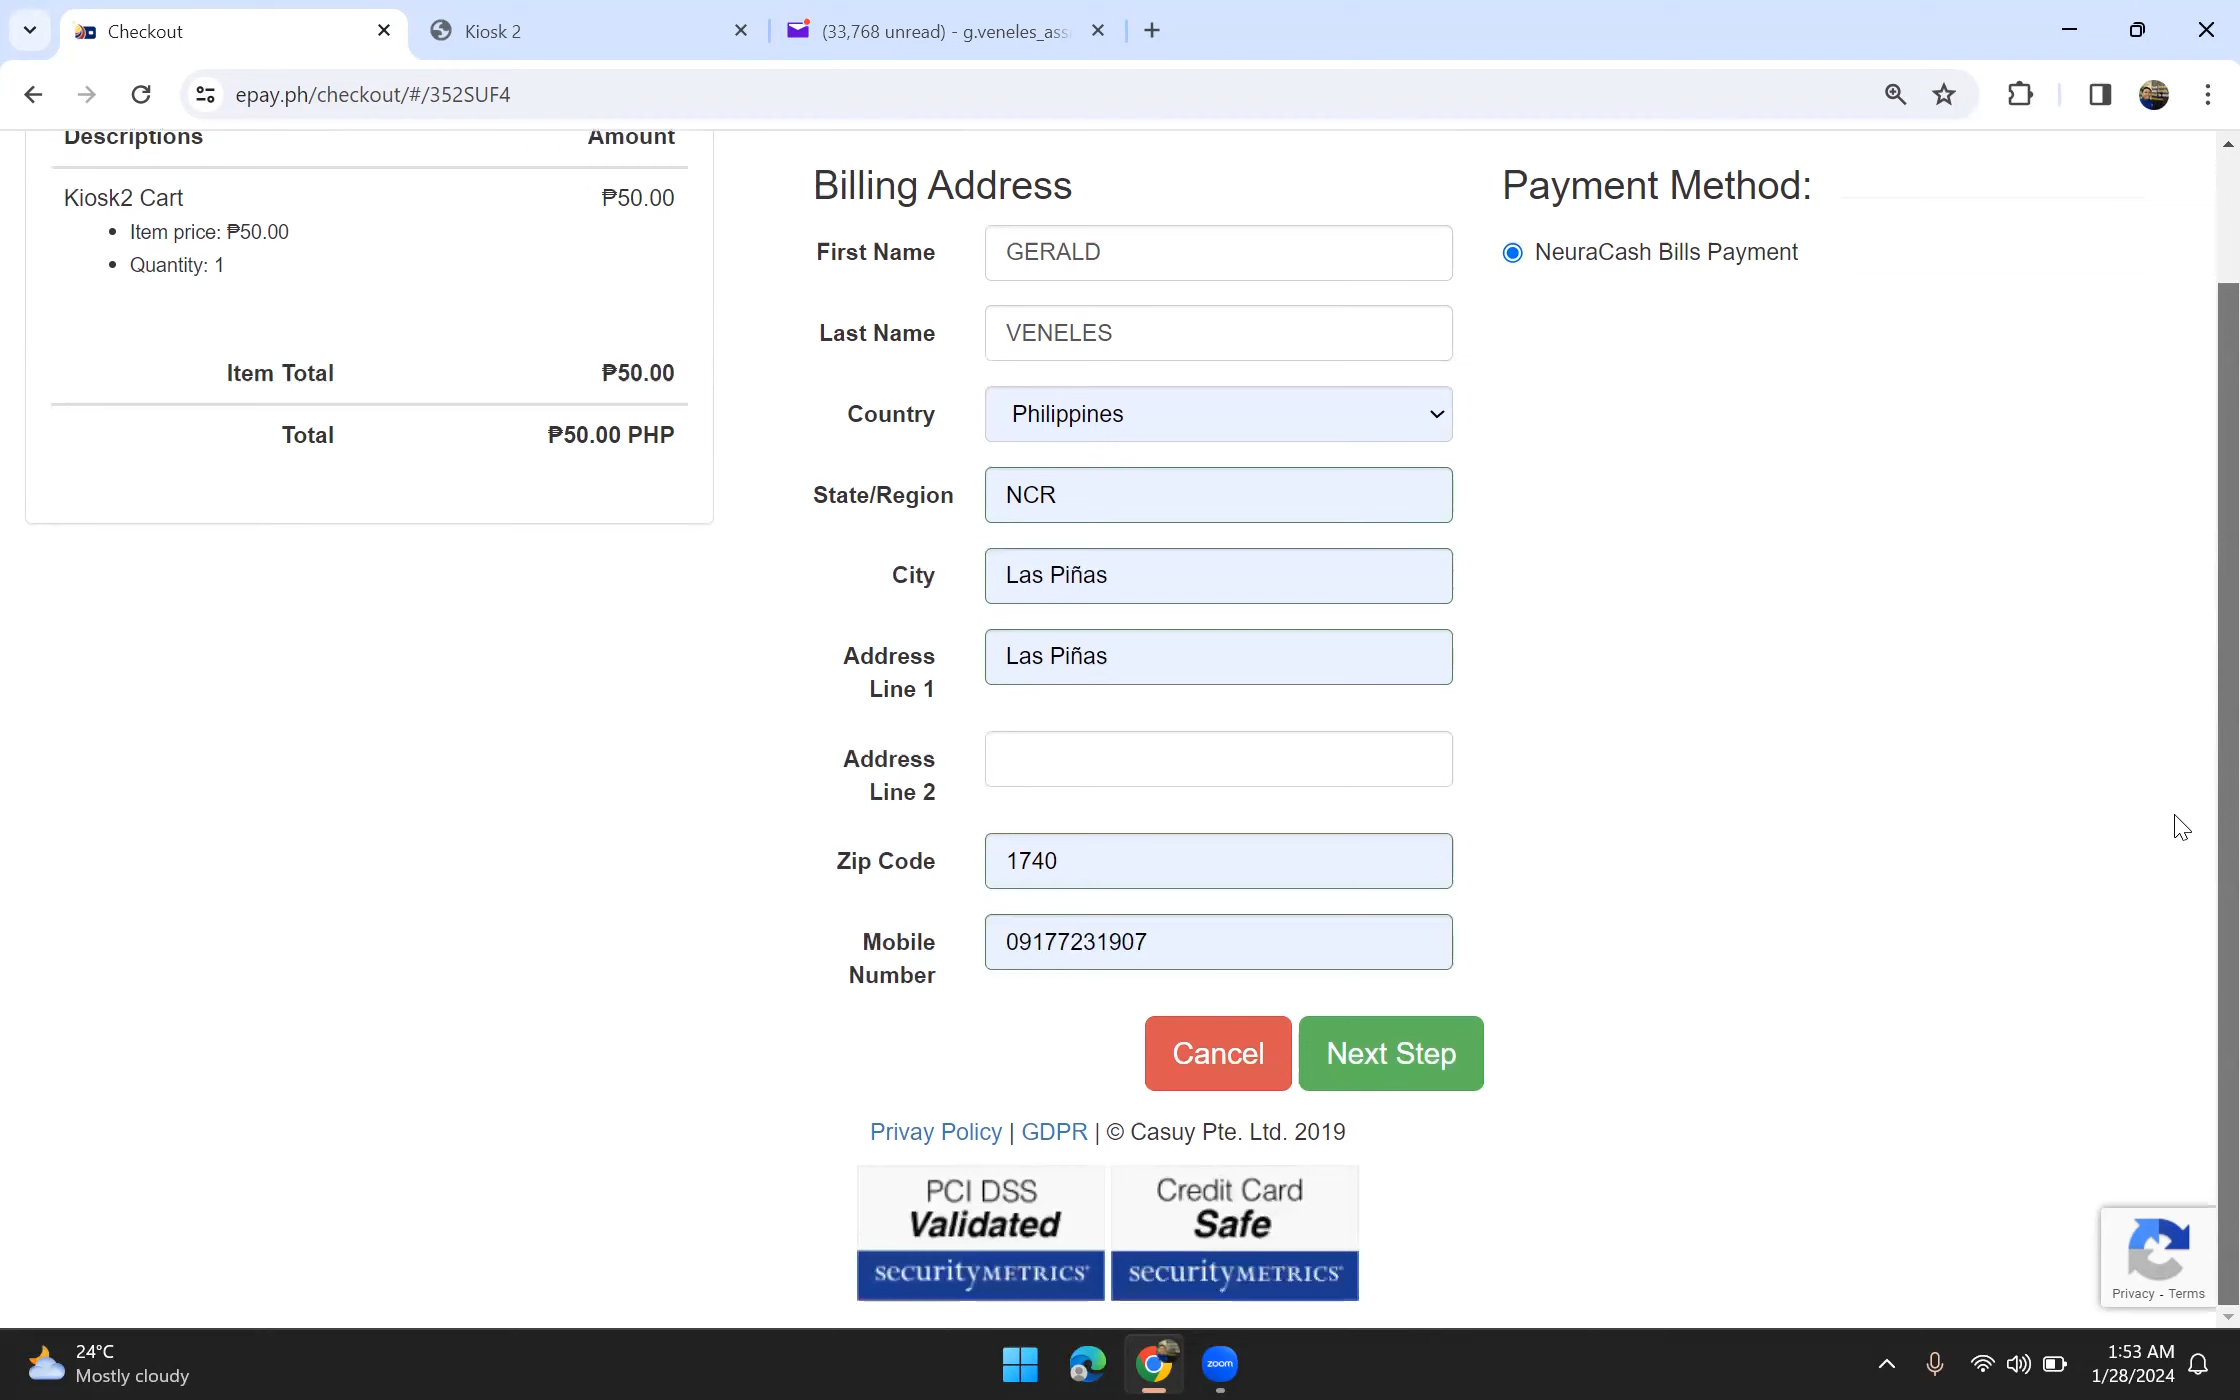 Checkout
Kiosk 2
(33,768 unread) - g.veneles_ass
epay.ph/checkout/#/352SUF4
Descriptions Amount
Kiosk2 Cart ₱50.00
• Item price: ₱50.00
• Quantity: 1
Item Total ₱50.00
Total ₱50.00 PHP
Billing Address
First Name GERALD
Last Name VENELES
Country Philippines
State/Region NCR
City Las Piñas
Address
Line 1
Las Piñas
Address
Line 2
Zip Code 1740
Mobile
Number
09177231907
Payment Method:
NeuraCash Bills Payment
Cancel Next Step
Privay Policy | GDPR | © Casuy Pte. Ltd. 2019
PCI DSS
Validated
securityMETRICS®
Credit Card
Safe
securityMETRICS®
Privacy - Terms
24°C
Mostly cloudy
zoom
1:53 AM
1/28/2024